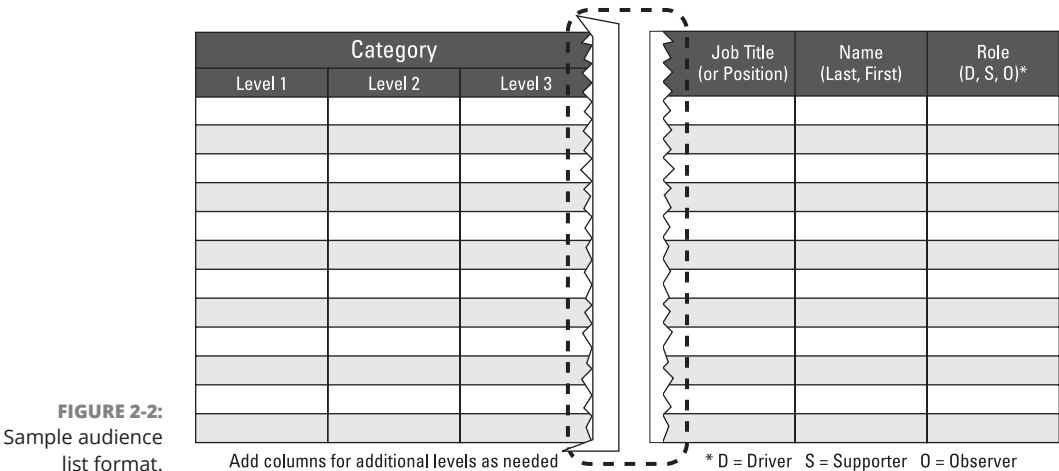 Category
Level 1 Level 2 Level 3
Job Title
(or Position)
Name
(Last, First)
Role
(D, S, O)*
Add columns for additional levels as needed
* D = Driver S = Supporter O = Observer
FIGURE 2-2:
Sample audience
list format.